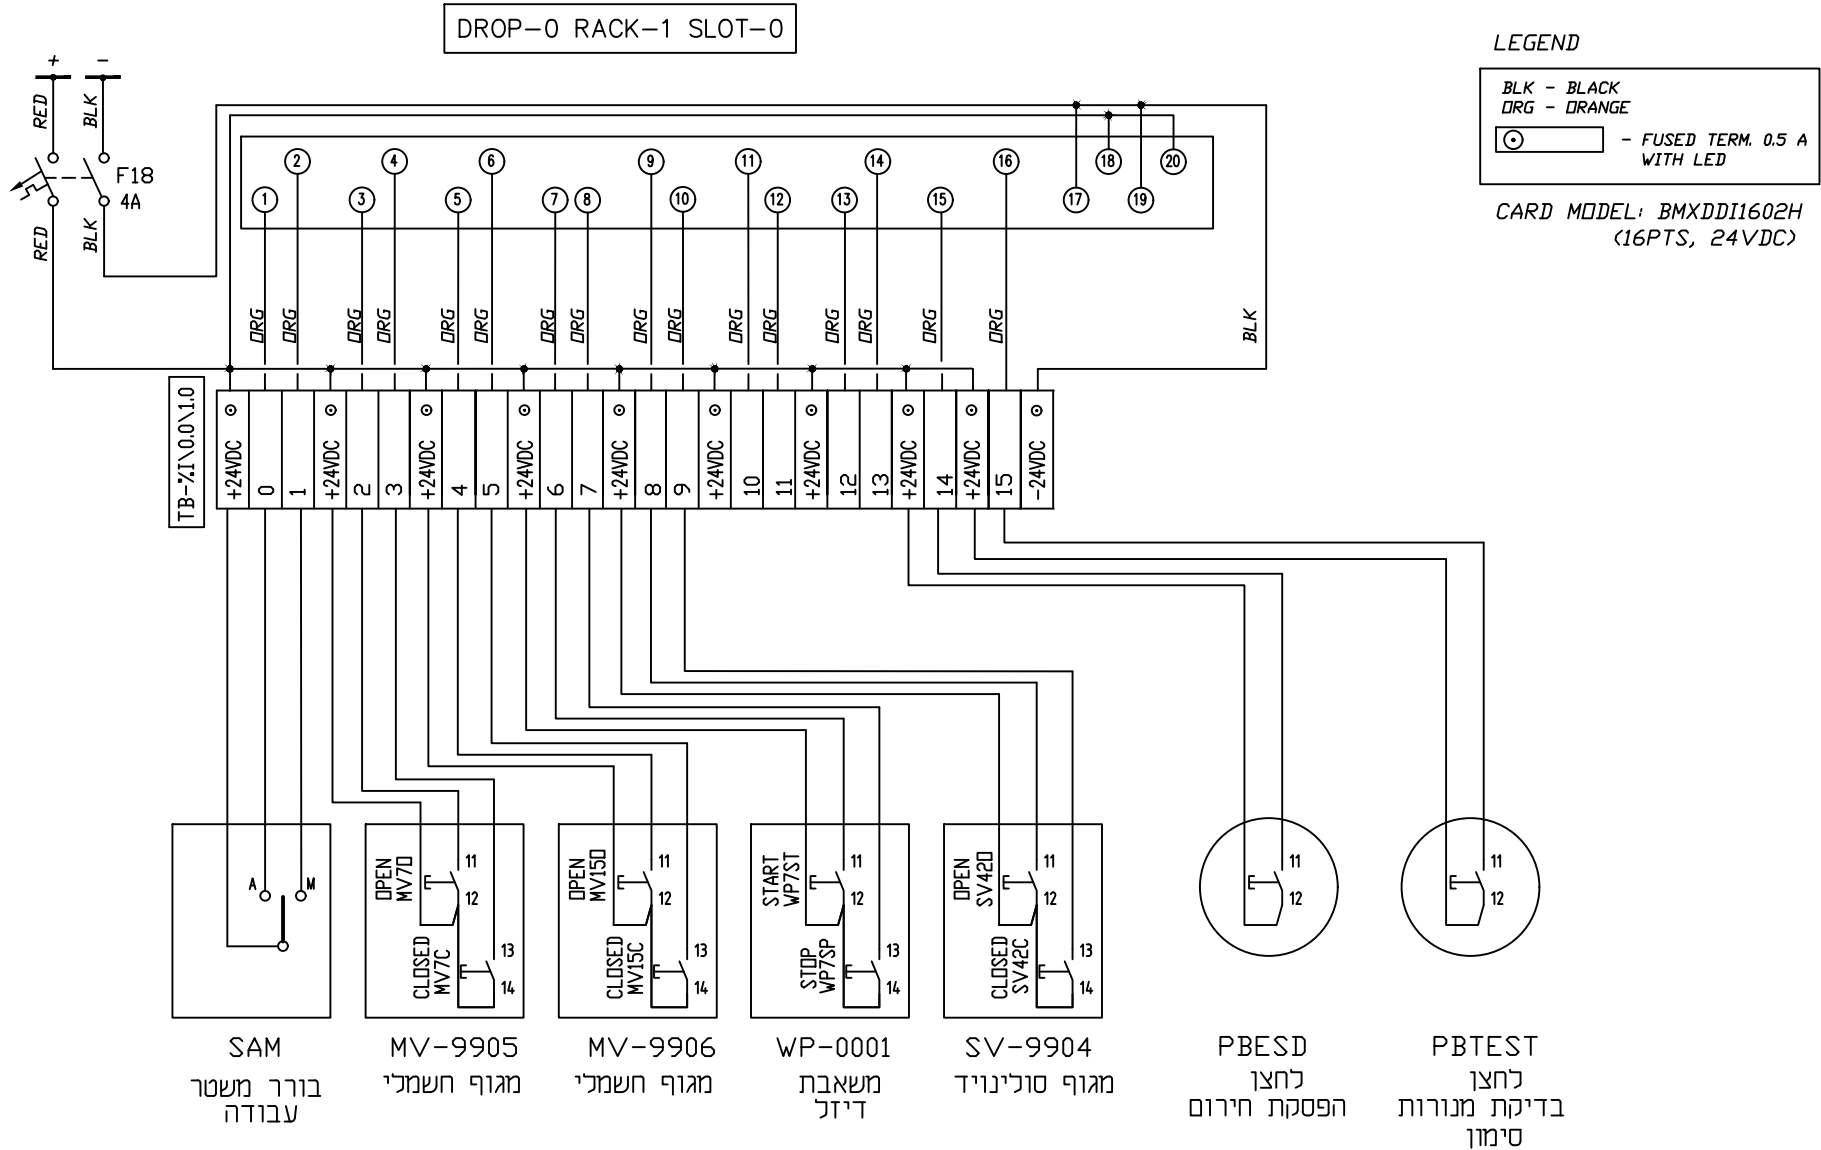 DROP-0 RACK-1 SLOT-0
LEGEND
BLK - BLACK
ORG - ORANGE
- FUSED TERM. 0.5 A
WITH LED
CARD MODEL: BMXDDI1602H
(16PTS, 24VDC)
+ -
RED BLK
F18
4A
RED BLK
2 4 6 9 11 14 16 18 20
1 3 5 7 8 10 12 13 15 17 19
ORG ORG ORG ORG ORG ORG ORG ORG ORG ORG ORG ORG ORG ORG ORG ORG BLK
TB-%I\0.0\1.0
+24VDC 0 1 +24VDC 2 3 +24VDC 4 5 +24VDC 6 7 +24VDC 8 9 +24VDC 10 11 +24VDC 12 13 +24VDC 14 +24VDC 15 -24VDC
A M
OPEN
MV7O
11
12
CLOSED
MV7C
13
14
OPEN
MV15O
11
12
CLOSED
MV15C
13
14
START
WP7ST
11
12
STOP
WP7SP
13
14
OPEN
SV42O
11
12
CLOSED
SV42C
13
14
11
12
11
12
SAM
בורר משטר
עבודה
MV-9905
מגוף חשמלי
MV-9906
מגוף חשמלי
WP-0001
משאבת
דיזל
SV-9904
מגוף סולינויד
PBESD
לחצן
הפסקת חירום
PBTEST
לחצן
בדיקת מנורות
סימון